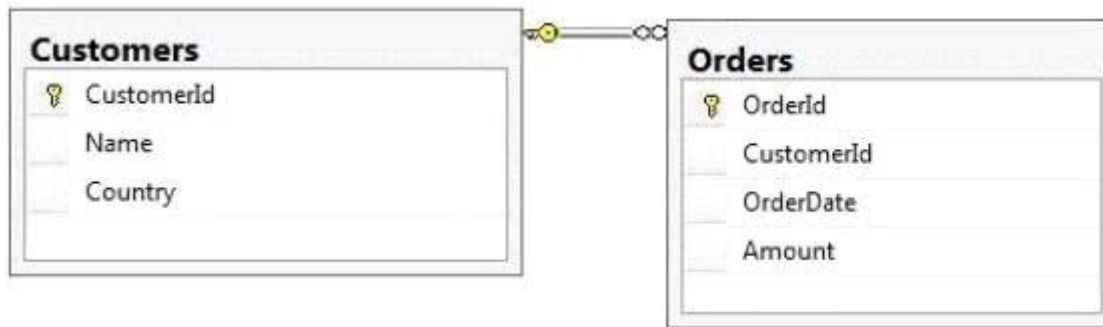 Customers
CustomerId
Name
Country
Orders
OrderId
CustomerId
OrderDate
Amount